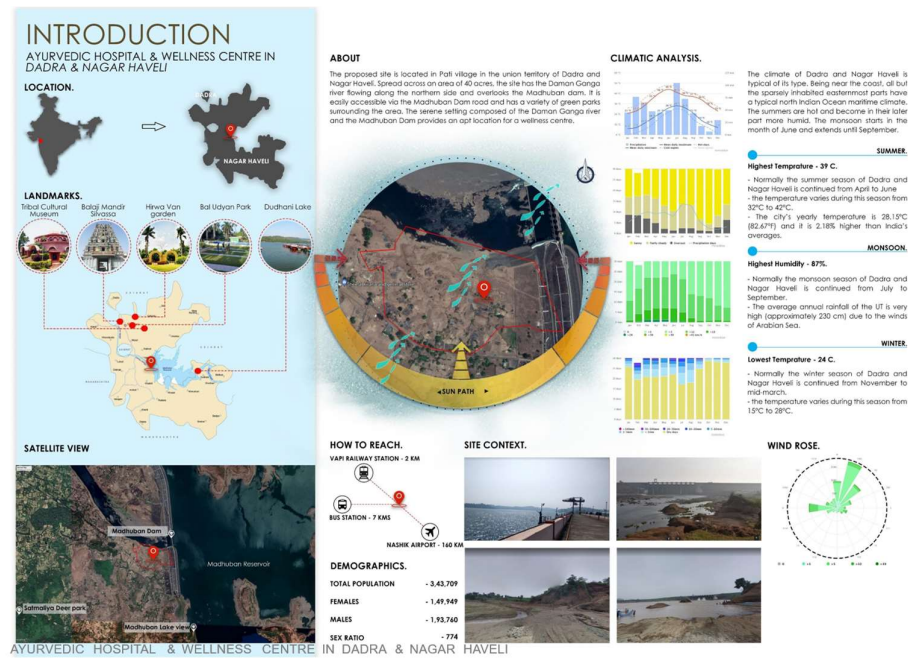 INTRODUCTION
AYURVEDIC HOSPITAL & WELLNESS CENTRE IN
DADRA & NAGAR HAVELI
LOCATION.
NAGAR HAVELI
LANDMARKS.
Tribal Cultural Museum
Balaji Mandir Silvassa
Hirwa Van garden
Bal Udyan Park
Dudhani Lake
SATELLITE VIEW
Madhuban Dam
Madhuban Reservoir
Satmaliya Deer park
Madhuban Lake view
ABOUT
The proposed site is located in Pati village in the union territory of Dadra and
Nagar Haveli. Spread across an area of 40 acres, the site has the Daman Ganga
river flowing along the northern side and overlooks the Madhuban dam. It is
easily accessible via the Madhuban Dam road and has a variety of green parks
surrounding the area. The serene setting composed of the Daman Ganga river
and the Madhuban Dam provides an apt location for a wellness centre.
SUN PATH
HOW TO REACH.
VAPI RAILWAY STATION - 2 KM
BUS STATION - 7 KMS
NASHIK AIRPORT - 160 KM
DEMOGRAPHICS.
TOTAL POPULATION - 3,43,709
FEMALES - 1,49,949
MALES - 1,93,760
SEX RATIO - 774
SITE CONTEXT.
CLIMATIC ANALYSIS.
The climate of Dadra and Nagar Haveli is
typical of its type. Being near the coast, all but
the sparsely inhabited easternmost parts have
a typical north Indian Ocean maritime climate.
The summers are hot and become in their later
part more humid. The monsoon starts in the
month of June and extends until September.
SUMMER.
Highest Temprature - 39 C.
- Normally the summer season of Dadra and
Nagar Haveli is continued from April to June
- the temperature varies during this season from
32°C to 42°C.
- The city's yearly temperature is 28.15°C
(82.67°F) and it is 2.18% higher than India's
averages.
MONSOON.
Highest Humidity - 87%.
- Normally the monsoon season of Dadra and
Nagar Haveli is continued from July to
September.
- The average annual rainfall of the UT is very
high (approximately 230 cm) due to the winds
of Arabian Sea.
WINTER.
Lowest Temprature - 24 C.
- Normally the winter season of Dadra and
Nagar Haveli is continued from November to
mid-march.
- the temperature varies during this season from
15°C to 28°C.
WIND ROSE.
AYURVEDIC HOSPITAL & WELLNESS CENTRE IN DADRA & NAGAR HAVELI